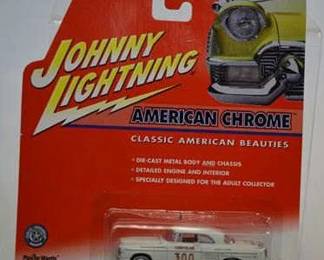 JOHNNY
LIGHTNING
AMERICAN CHROME
CLASSIC AMERICAN BEAUTIES
• DIE-CAST METAL BODY AND CHASSIS
• DETAILED ENGINE AND INTERIOR
• SPECIALLY DESIGNED FOR THE ADULT COLLECTOR
300